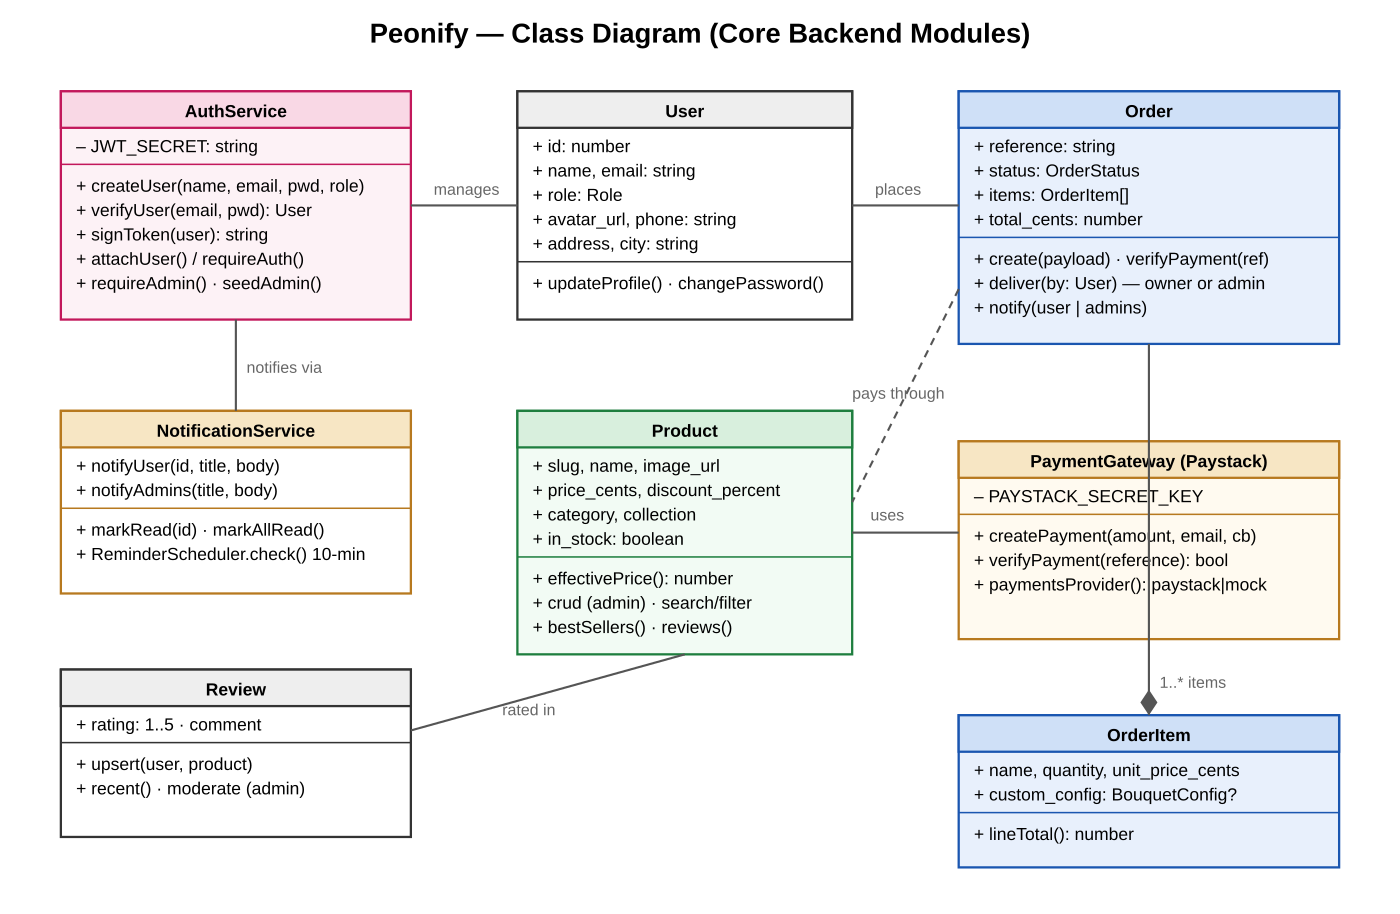 Peonify — Class Diagram (Core Backend Modules)
AuthService
– JWT_SECRET: string
+ createUser(name, email, pwd, role)
+ verifyUser(email, pwd): User
+ signToken(user): string
+ attachUser() / requireAuth()
+ requireAdmin() · seedAdmin()
manages
User
+ id: number
+ name, email: string
+ role: Role
+ avatar_url, phone: string
+ address, city: string
+ updateProfile() · changePassword()
places
Order
+ reference: string
+ status: OrderStatus
+ items: OrderItem[]
+ total_cents: number
+ create(payload) · verifyPayment(ref)
+ deliver(by: User) — owner or admin
+ notify(user | admins)
notifies via
pays through
NotificationService
+ notifyUser(id, title, body)
+ notifyAdmins(title, body)
+ markRead(id) · markAllRead()
+ ReminderScheduler.check() 10-min
Product
+ slug, name, image_url
+ price_cents, discount_percent
+ category, collection
+ in_stock: boolean
+ effectivePrice(): number
+ crud (admin) · search/filter
+ bestSellers() · reviews()
uses
PaymentGateway (Paystack)
– PAYSTACK_SECRET_KEY
+ createPayment(amount, email, cb)
+ verifyPayment(reference): bool
+ paymentsProvider(): paystack|mock
Review
+ rating: 1..5 · comment
+ upsert(user, product)
+ recent() · moderate (admin)
rated in
1..* items
OrderItem
+ name, quantity, unit_price_cents
+ custom_config: BouquetConfig?
+ lineTotal(): number